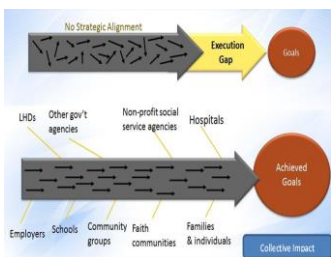 No Strategic Alignment
Execution
Gap
Goals
LHDs
Other gov't
agencies
Non-profit social
service agencies
Hospitals
Achieved
Goals
Employers
Schools
Community
groups
Faith
communities
Families
& individuals
Collective Impact